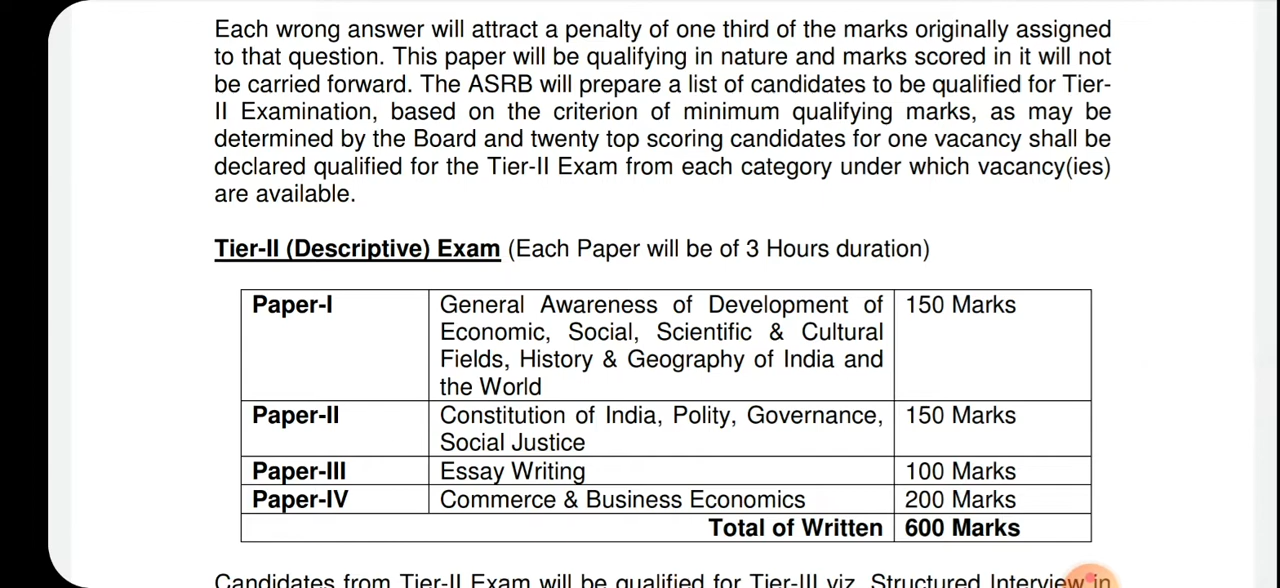 Each wrong answer will attract a penalty of one third of the marks originally assigned
to that question. This paper will be qualifying in nature and marks scored in it will not
be carried forward. The ASRB will prepare a list of candidates to be qualified for Tier-
II Examination, based on the criterion of minimum qualifying marks, as may be
determined by the Board and twenty top scoring candidates for one vacancy shall be
declared qualified for the Tier-II Exam from each category under which vacancy(ies)
are available.
Tier-II (Descriptive) Exam (Each Paper will be of 3 Hours duration)
Paper-I General Awareness of Development of 150 Marks
Economic, Social, Scientific & Cultural
Fields, History & Geography of India and
the World
Paper-II Constitution of India, Polity, Governance, 150 Marks
Social Justice
Paper-III Essay Writing 100 Marks
Paper-IV Commerce & Business Economics 200 Marks
Total of Written 600 Marks
Candidates from Tier-II Exam will be qualified for Tier-III viz. Structured Interview in